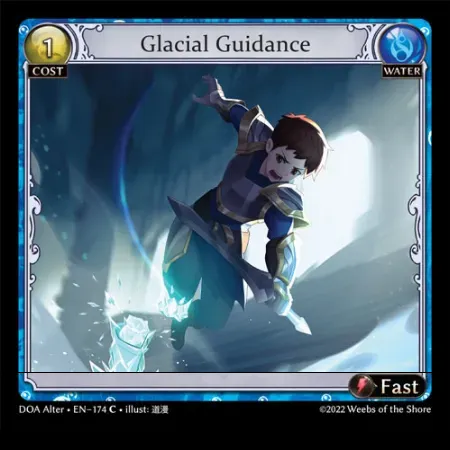 1
Glacial Guidance
COST
WATER
Fast
DOA Alter • EN-174 C • illust: 道漫
©2022 Weebs of the Shore